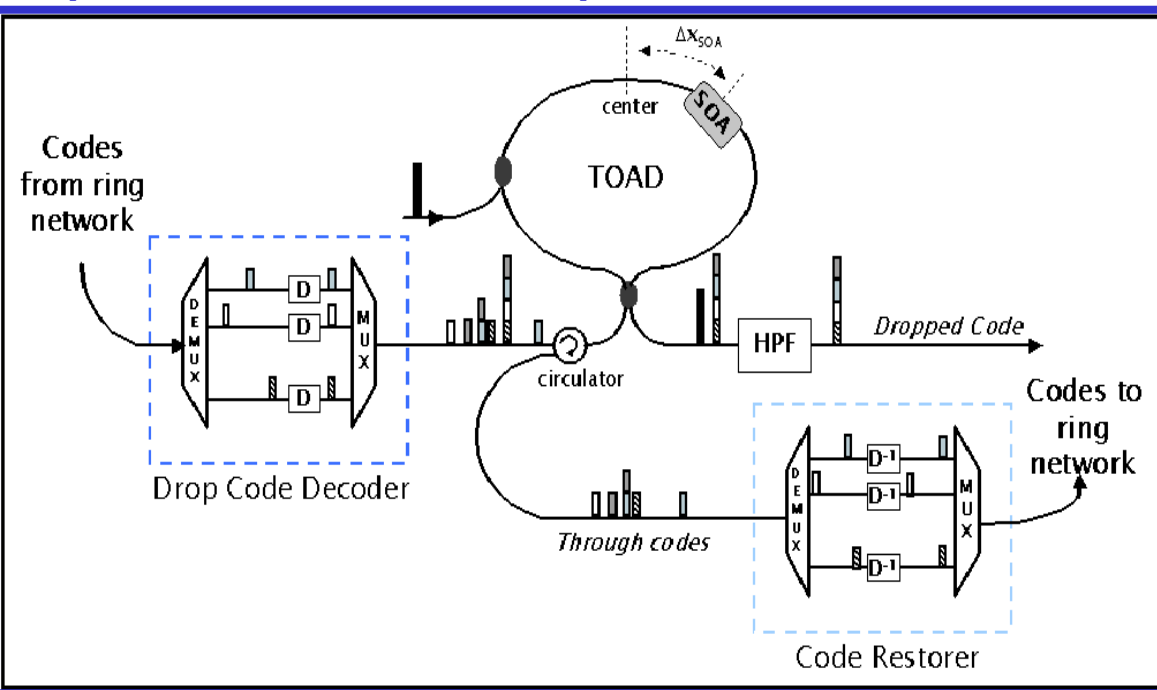 Δx_SOA
center
SOA
Codes
from ring
network
TOAD
DEMUX
D
D
D
MUX
circulator
HPF
Dropped Code
Drop Code Decoder
Codes to
ring
network
Through codes
DEMUX
D⁻¹
D⁻¹
D⁻¹
MUX
Code Restorer